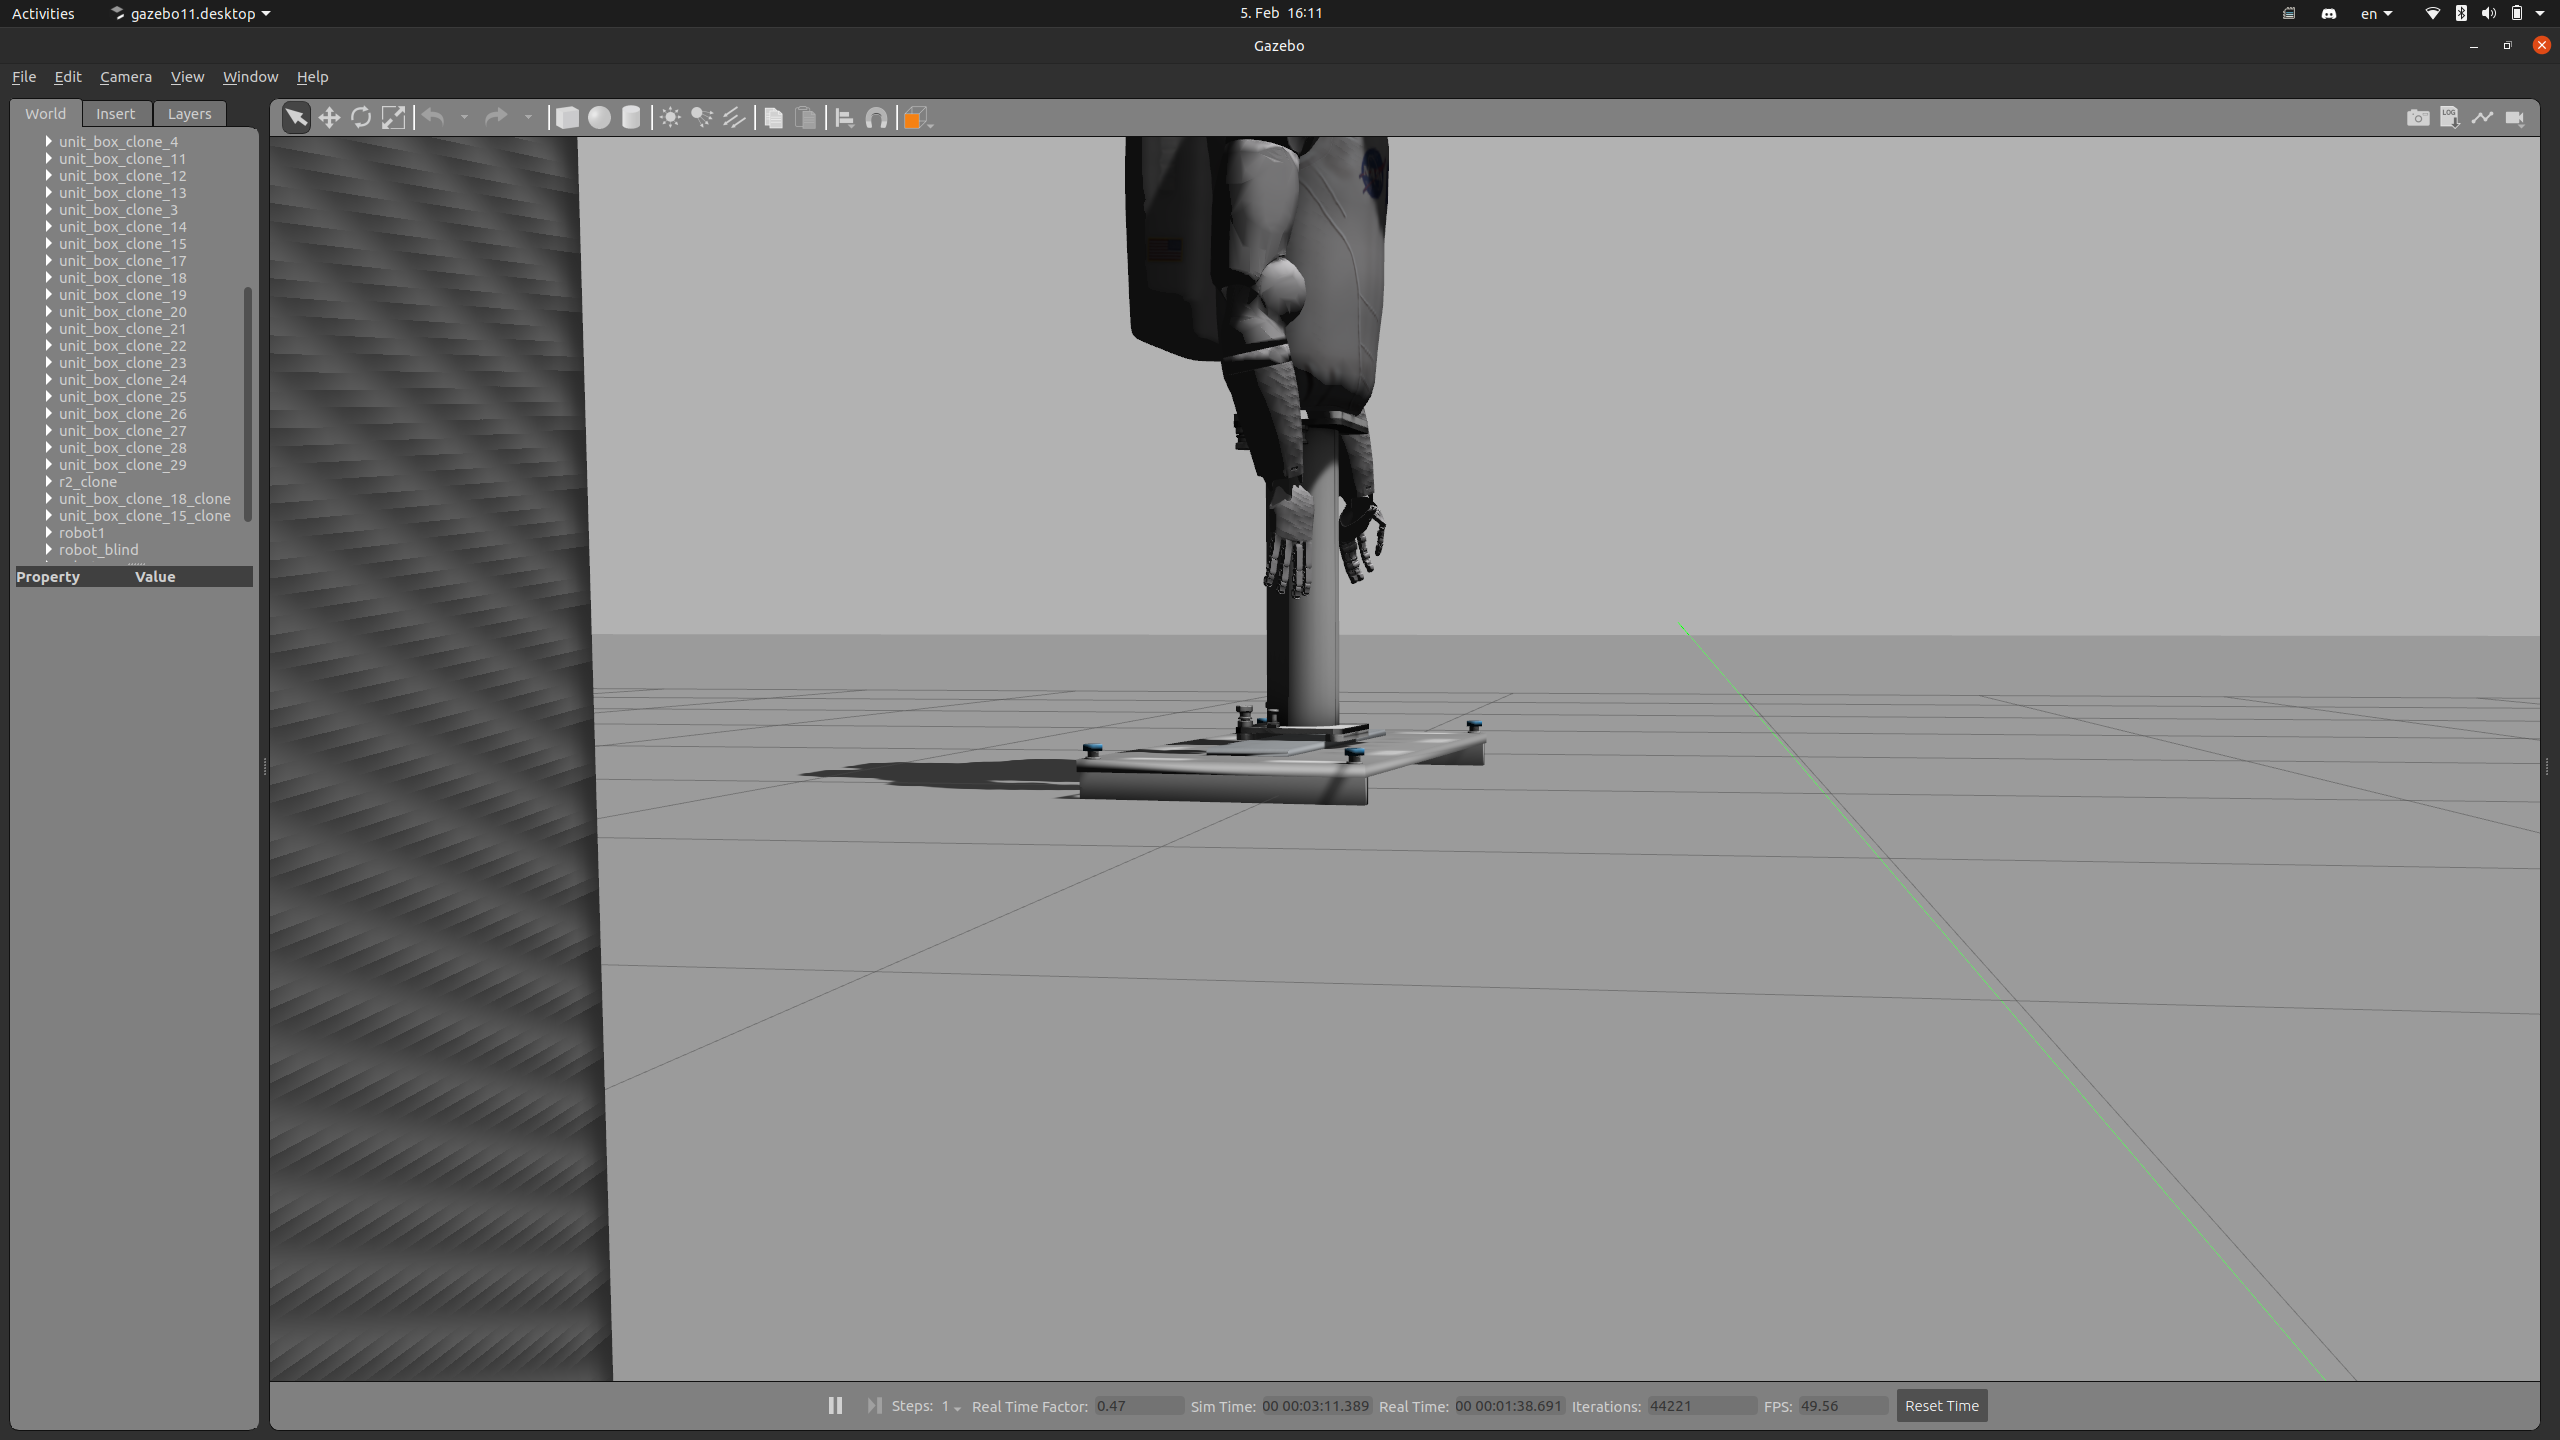 Activities gazebo11.desktop 5. Feb 16:11 en
Gazebo
File Edit Camera View Window Help
World Insert Layers
LOG
unit_box_clone_4
unit_box_clone_11
unit_box_clone_12
unit_box_clone_13
unit_box_clone_3
unit_box_clone_14
unit_box_clone_15
unit_box_clone_17
unit_box_clone_18
unit_box_clone_19
unit_box_clone_20
unit_box_clone_21
unit_box_clone_22
unit_box_clone_23
unit_box_clone_24
unit_box_clone_25
unit_box_clone_26
unit_box_clone_27
unit_box_clone_28
unit_box_clone_29
r2_clone
unit_box_clone_18_clone
unit_box_clone_15_clone
robot1
robot_blind
Property Value
Steps: 1 Real Time Factor: 0.47 Sim Time: 00 00:03:11.389 Real Time: 00 00:01:38.691 Iterations: 44221 FPS: 49.56 Reset Time